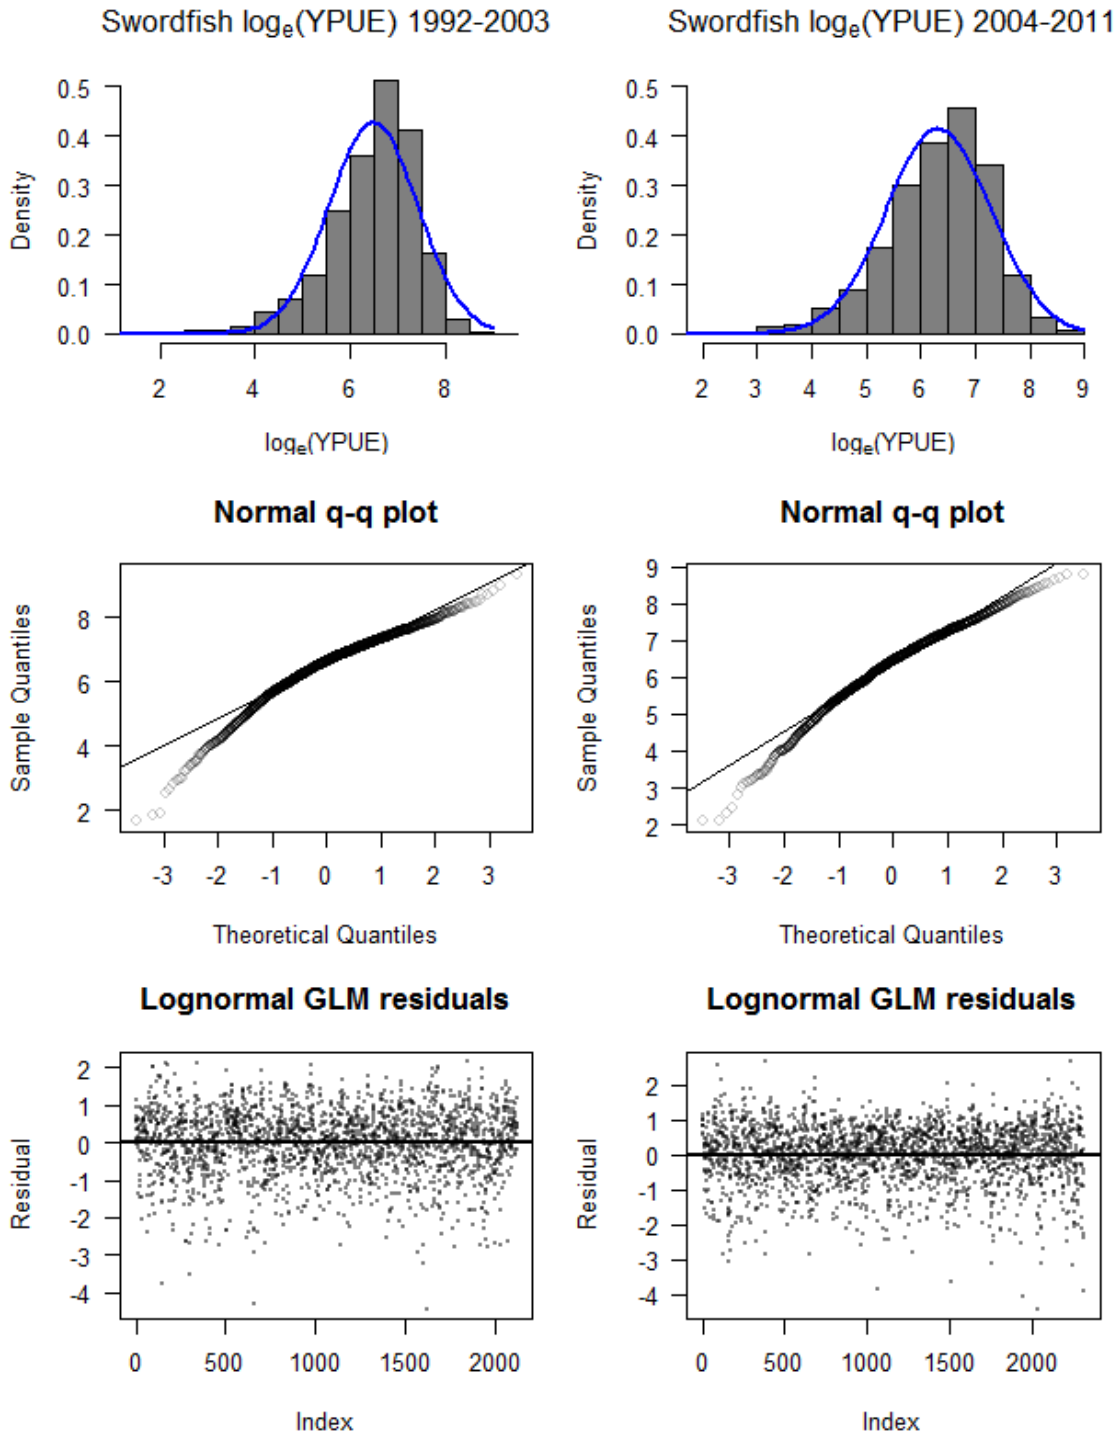 Swordfish logₑ(YPUE) 1992-2003
Swordfish logₑ(YPUE) 2004-2011
Density
0.5
0.4
0.3
0.2
0.1
0.0
2 4 6 8
logₑ(YPUE)
Density
0.5
0.4
0.3
0.2
0.1
0.0
2 3 4 5 6 7 8 9
logₑ(YPUE)
Normal q-q plot
Sample Quantiles
8
6
4
2
-3 -2 -1 0 1 2 3
Theoretical Quantiles
Normal q-q plot
Sample Quantiles
9
8
7
6
5
4
3
2
-3 -2 -1 0 1 2 3
Theoretical Quantiles
Lognormal GLM residuals
Residual
2
1
0
-1
-2
-3
-4
0 500 1000 1500 2000
Index
Lognormal GLM residuals
Residual
2
1
0
-1
-2
-3
-4
0 500 1000 1500 2000
Index